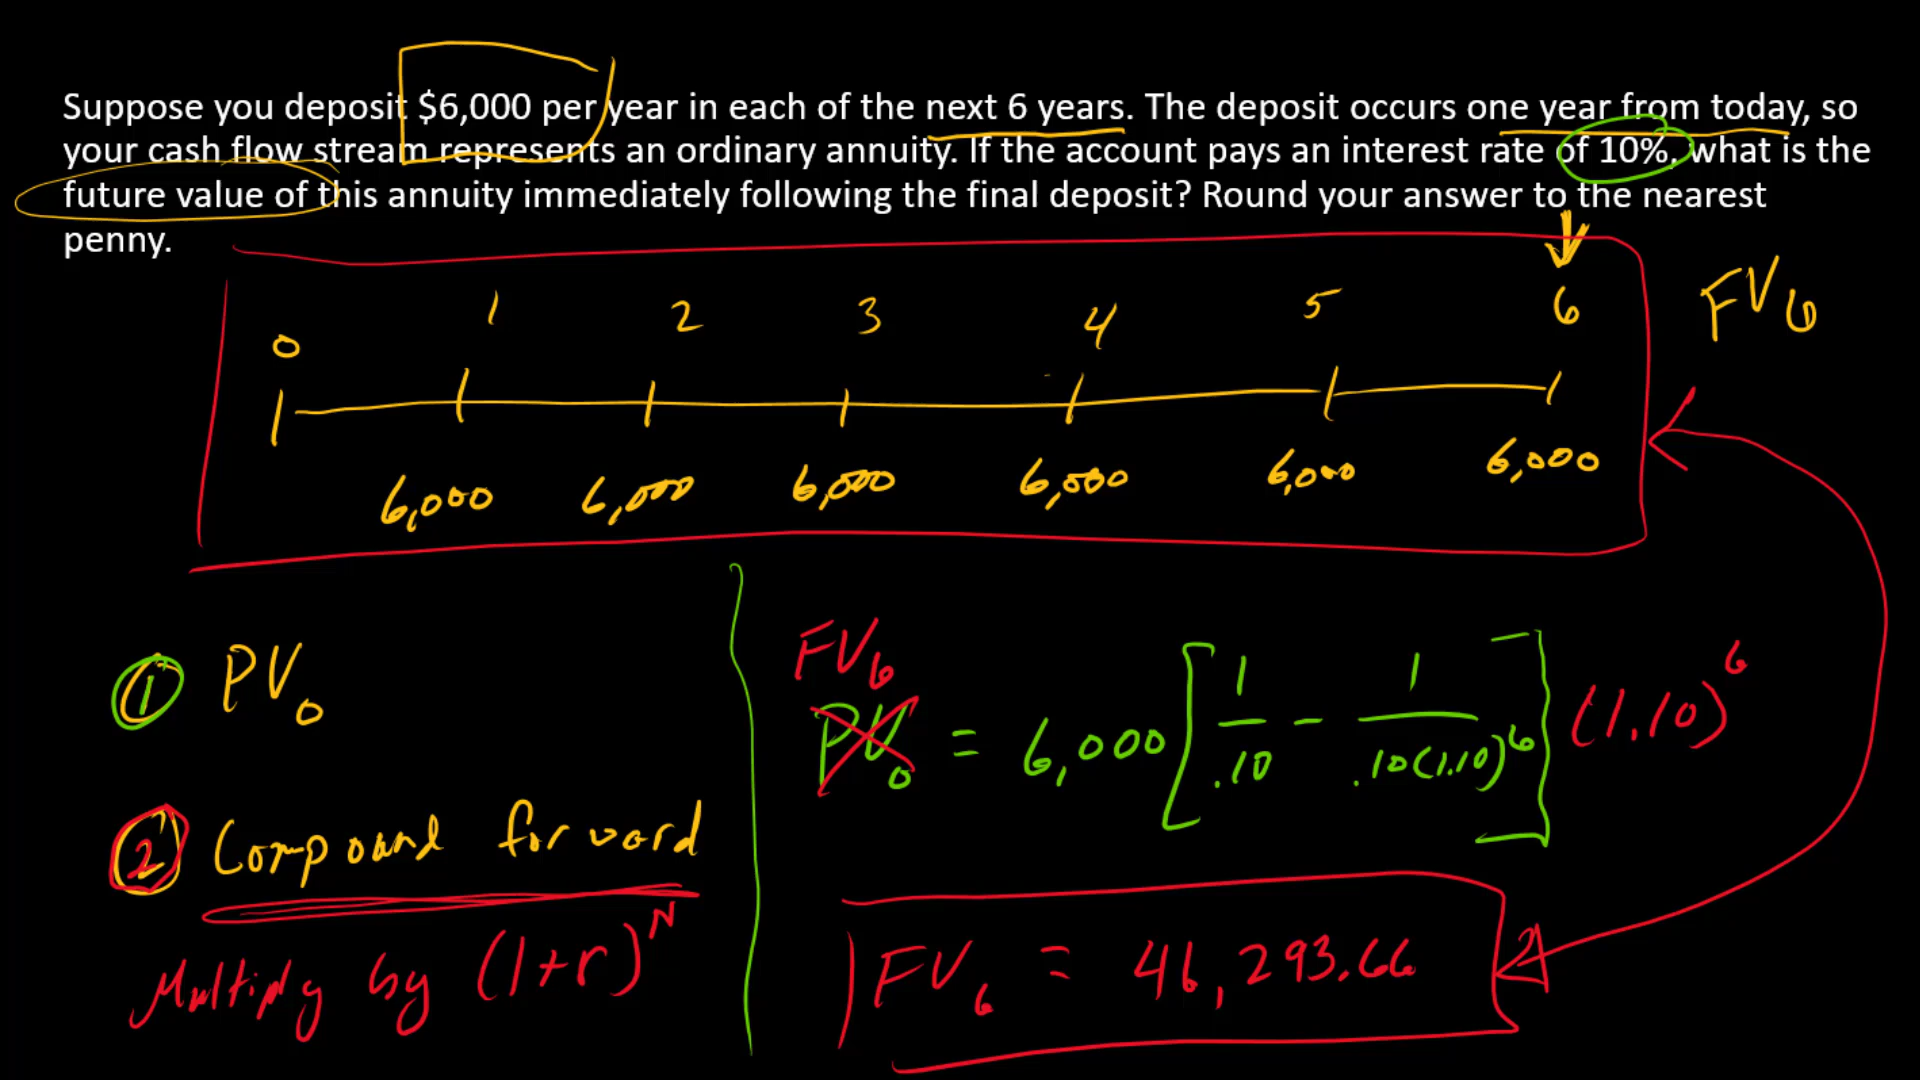 Suppose you deposit $6,000 per year in each of the next 6 years. The deposit occurs one year from today, so
your cash flow stream represents an ordinary annuity. If the account pays an interest rate of 10%, what is the
future value of this annuity immediately following the final deposit? Round your answer to the nearest
penny.
0 1 2 3 4 5 6 FV6
6,000 6,000 6,000 6,000 6,000 6,000
1 PV0
FV6
PV0 = 6,000 [1/.10 - 1/.10(1.10)^6] (1.10)^6
2 Compound forward
Multiply by (1+r)^N
FV6 = 46,293.66